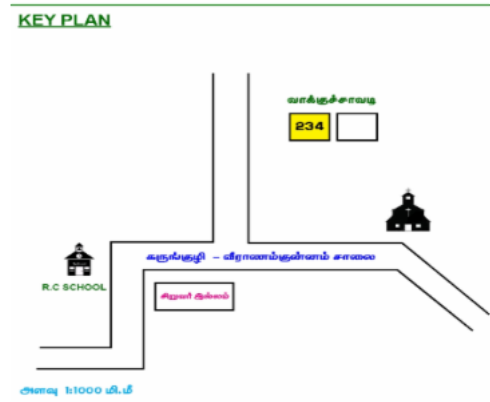 KEY PLAN
வாக்குச்சாவடி
234
கருங்குழி – வீராணம்குன்னம் சாலை
R.C SCHOOL
சிறுவர் இல்லம்
அளவு 1:1000 மி.மீ